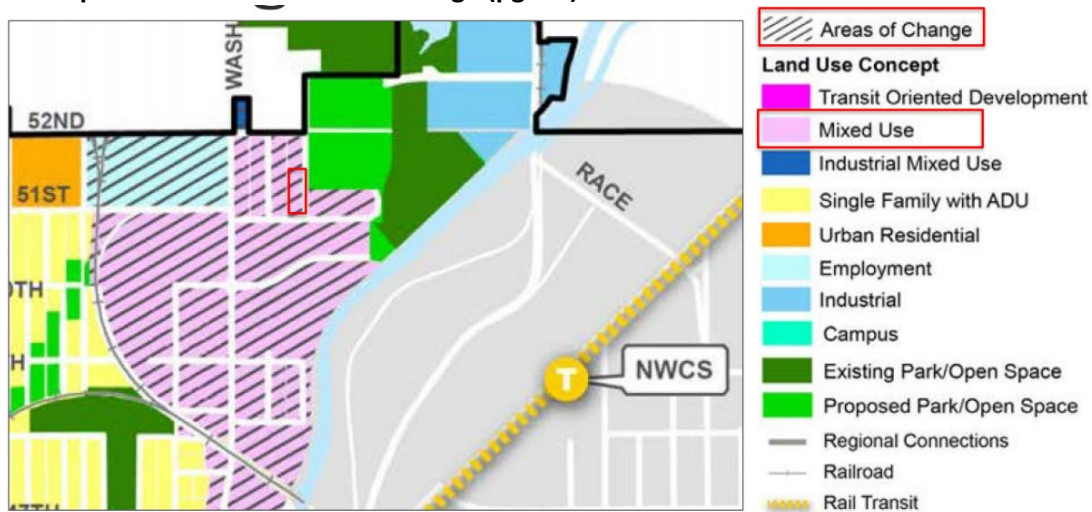 WASH
52ND
51ST
RACE
NWCS
T
Areas of Change
Land Use Concept
Transit Oriented Development
Mixed Use
Industrial Mixed Use
Single Family with ADU
Urban Residential
Employment
Industrial
Campus
Existing Park/Open Space
Proposed Park/Open Space
Regional Connections
Railroad
Rail Transit